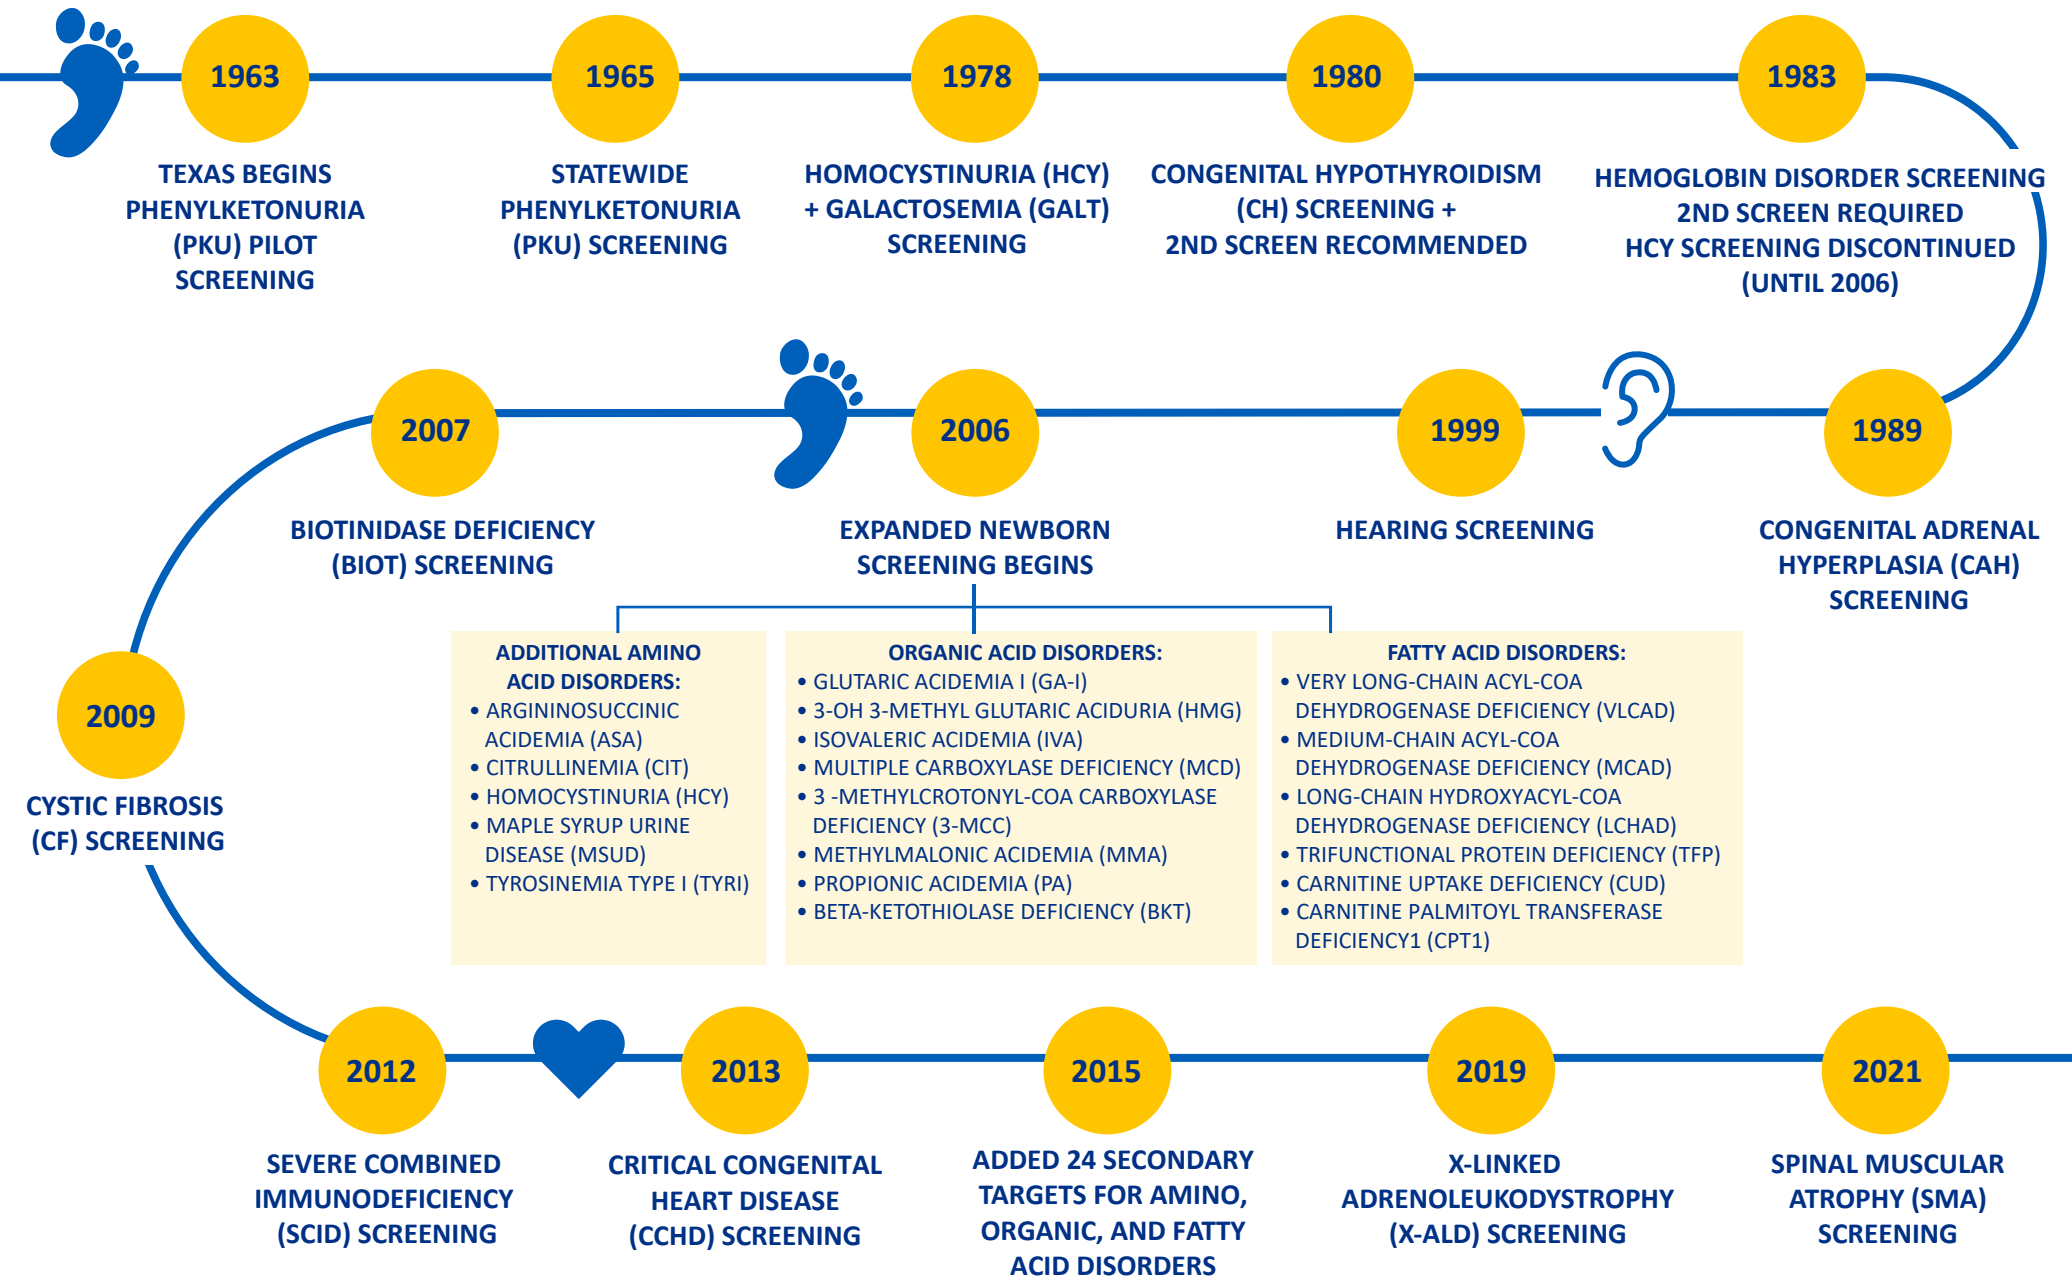 1963
TEXAS BEGINS
PHENYLKETONURIA
(PKU) PILOT
SCREENING
1965
STATEWIDE
PHENYLKETONURIA
(PKU) SCREENING
1978
HOMOCYSTINURIA (HCY)
+ GALACTOSEMIA (GALT)
SCREENING
1980
CONGENITAL HYPOTHYROIDISM
(CH) SCREENING +
2ND SCREEN RECOMMENDED
1983
HEMOGLOBIN DISORDER SCREENING
2ND SCREEN REQUIRED
HCY SCREENING DISCONTINUED
(UNTIL 2006)
1989
CONGENITAL ADRENAL
HYPERPLASIA (CAH)
SCREENING
1999
HEARING SCREENING
2006
EXPANDED NEWBORN
SCREENING BEGINS
ADDITIONAL AMINO
ACID DISORDERS:
• ARGININOSUCCINIC
ACIDEMIA (ASA)
• CITRULLINEMIA (CIT)
• HOMOCYSTINURIA (HCY)
• MAPLE SYRUP URINE
DISEASE (MSUD)
• TYROSINEMIA TYPE I (TYRI)
ORGANIC ACID DISORDERS:
• GLUTARIC ACIDEMIA I (GA-I)
• 3-OH 3-METHYL GLUTARIC ACIDURIA (HMG)
• ISOVALERIC ACIDEMIA (IVA)
• MULTIPLE CARBOXYLASE DEFICIENCY (MCD)
• 3 -METHYLCROTONYL-COA CARBOXYLASE
DEFICIENCY (3-MCC)
• METHYLMALONIC ACIDEMIA (MMA)
• PROPIONIC ACIDEMIA (PA)
• BETA-KETOTHIOLASE DEFICIENCY (BKT)
FATTY ACID DISORDERS:
• VERY LONG-CHAIN ACYL-COA
DEHYDROGENASE DEFICIENCY (VLCAD)
• MEDIUM-CHAIN ACYL-COA
DEHYDROGENASE DEFICIENCY (MCAD)
• LONG-CHAIN HYDROXYACYL-COA
DEHYDROGENASE DEFICIENCY (LCHAD)
• TRIFUNCTIONAL PROTEIN DEFICIENCY (TFP)
• CARNITINE UPTAKE DEFICIENCY (CUD)
• CARNITINE PALMITOYL TRANSFERASE
DEFICIENCY1 (CPT1)
2007
BIOTINIDASE DEFICIENCY
(BIOT) SCREENING
2009
CYSTIC FIBROSIS
(CF) SCREENING
2012
SEVERE COMBINED
IMMUNODEFICIENCY
(SCID) SCREENING
2013
CRITICAL CONGENITAL
HEART DISEASE
(CCHD) SCREENING
2015
ADDED 24 SECONDARY
TARGETS FOR AMINO,
ORGANIC, AND FATTY
ACID DISORDERS
2019
X-LINKED
ADRENOLEUKODYSTROPHY
(X-ALD) SCREENING
2021
SPINAL MUSCULAR
ATROPHY (SMA)
SCREENING